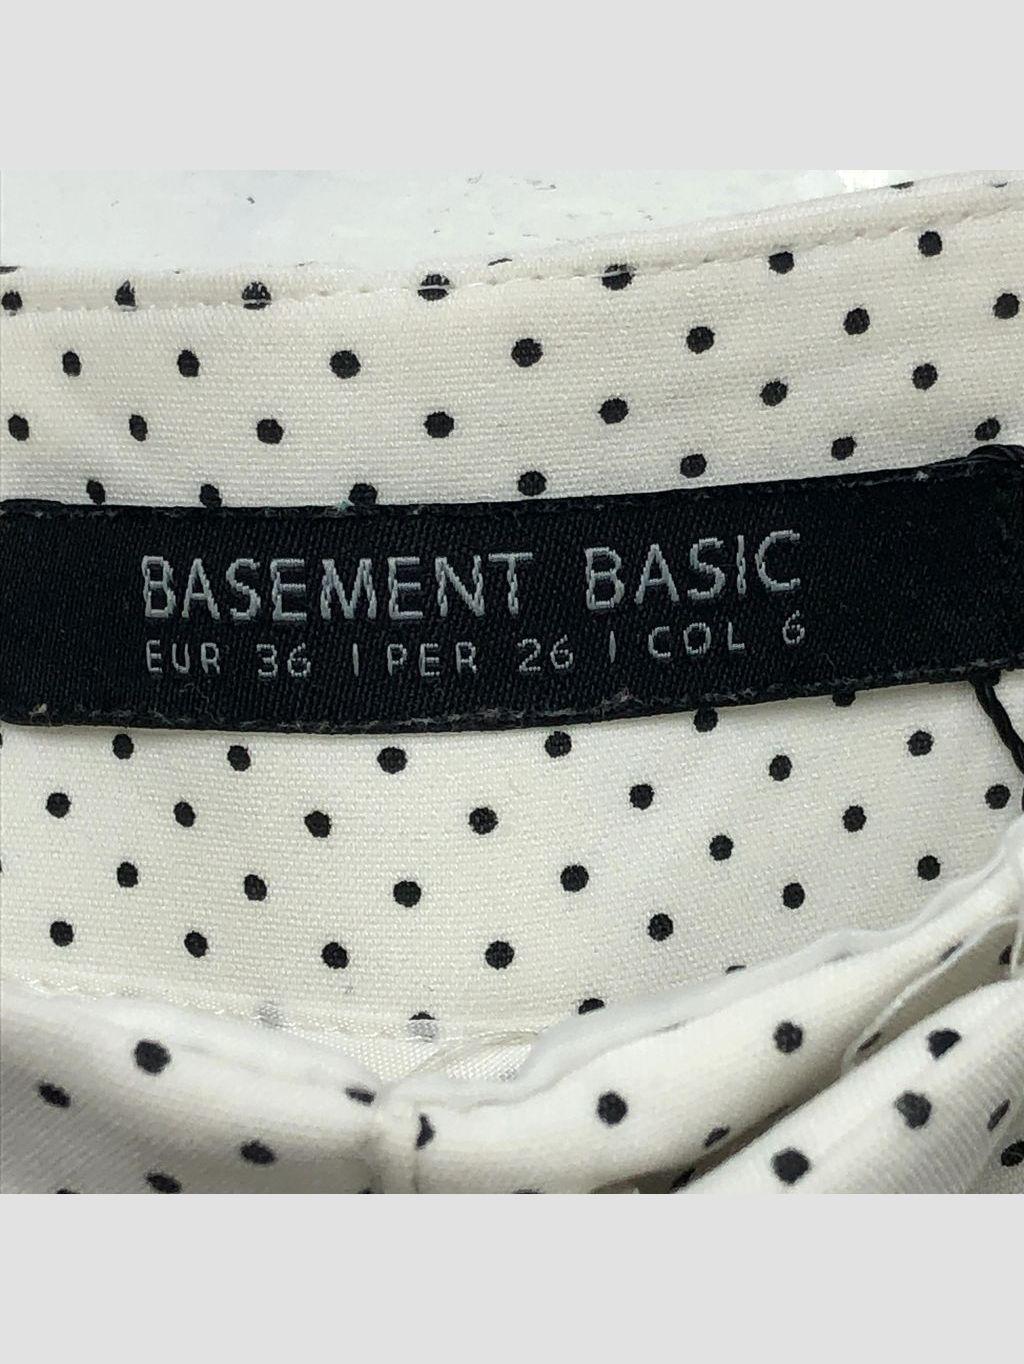 BASEMENT BASIC
EUR 36 | PER 26 | COL 6